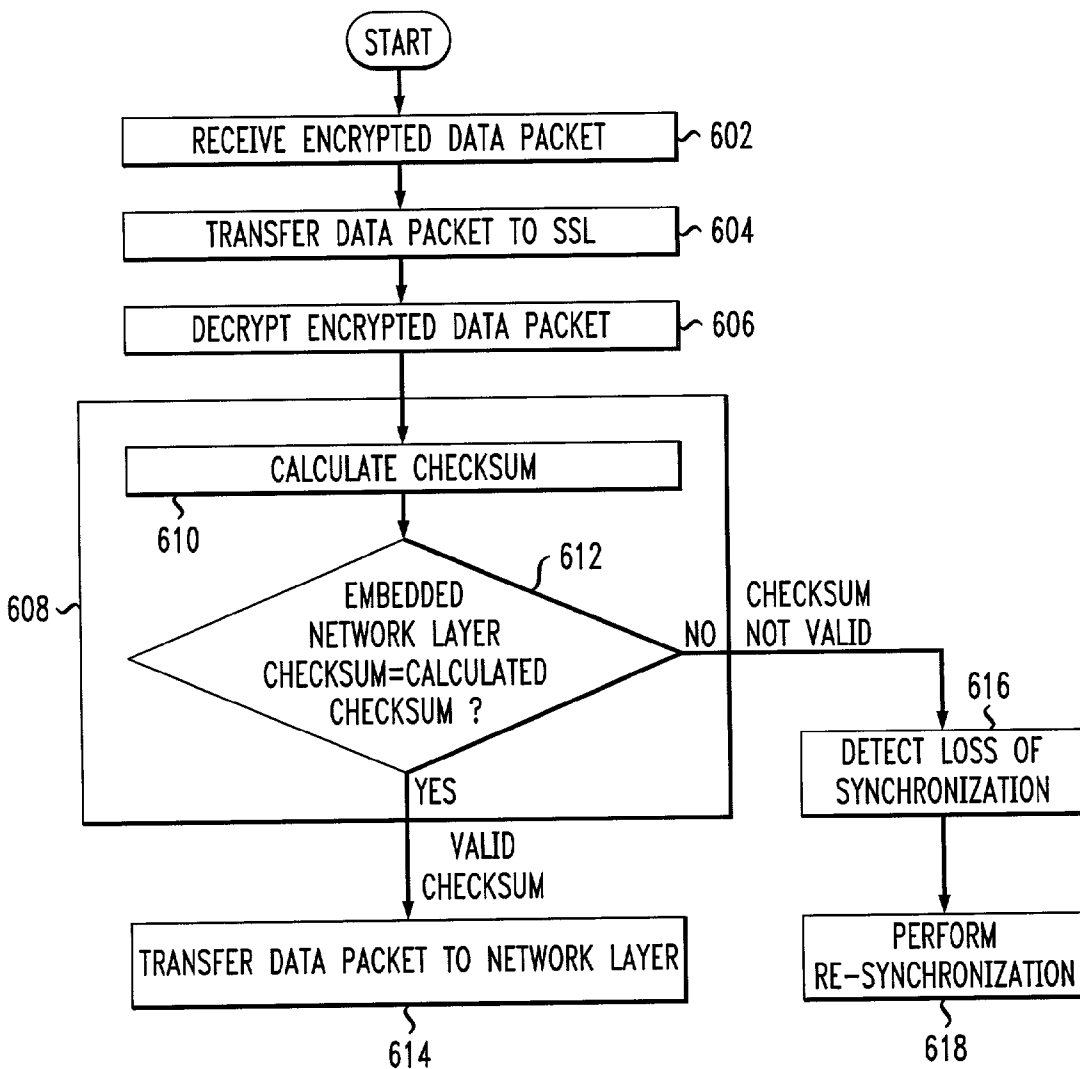 START
RECEIVE ENCRYPTED DATA PACKET
602
TRANSFER DATA PACKET TO SSL
604
DECRYPT ENCRYPTED DATA PACKET
606
CALCULATE CHECKSUM
610
612
608
EMBEDDED
NETWORK LAYER
CHECKSUM=CALCULATED
CHECKSUM ?
NO
CHECKSUM
NOT VALID
YES
VALID
CHECKSUM
616
DETECT LOSS OF
SYNCHRONIZATION
TRANSFER DATA PACKET TO NETWORK LAYER
614
PERFORM
RE-SYNCHRONIZATION
618